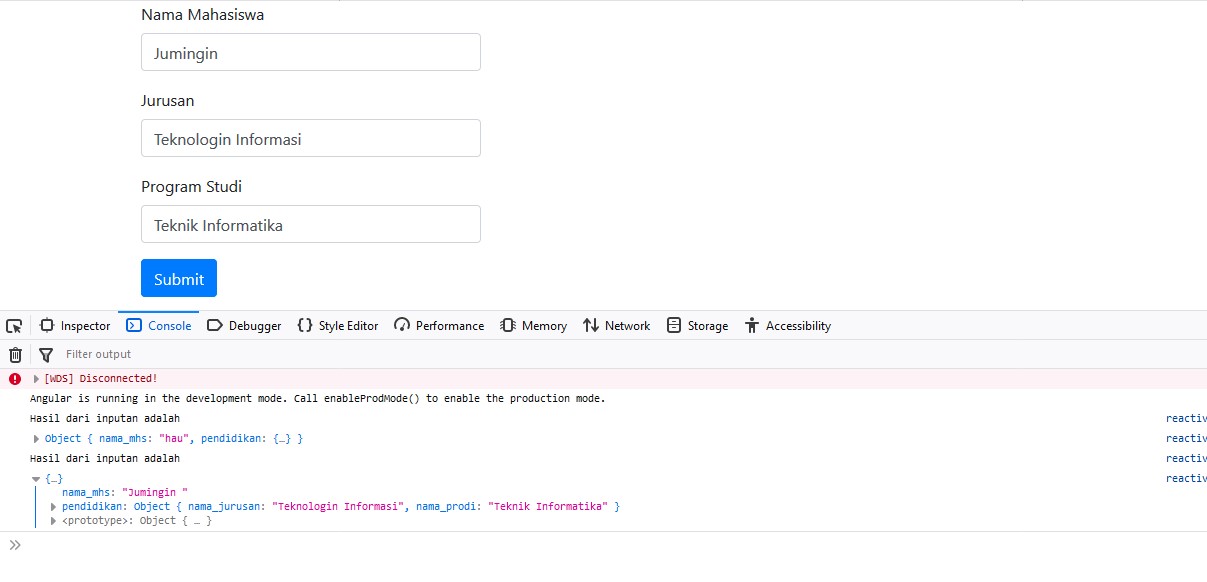 Nama Mahasiswa
Jumingin
Jurusan
Teknologin Informasi
Program Studi
Teknik Informatika
Submit
Inspector Console Debugger Style Editor Performance Memory Network Storage Accessibility
Filter output
[WDS] Disconnected!
Angular is running in the development mode. Call enableProdMode() to enable the production mode.
Hasil dari inputan adalah reactiv
Object { nama_mhs: "hau", pendidikan: {…} } reactiv
Hasil dari inputan adalah reactiv
{…} reactiv
nama_mhs: "Jumingin "
pendidikan: Object { nama_jurusan: "Teknologin Informasi", nama_prodi: "Teknik Informatika" }
<prototype>: Object { … }